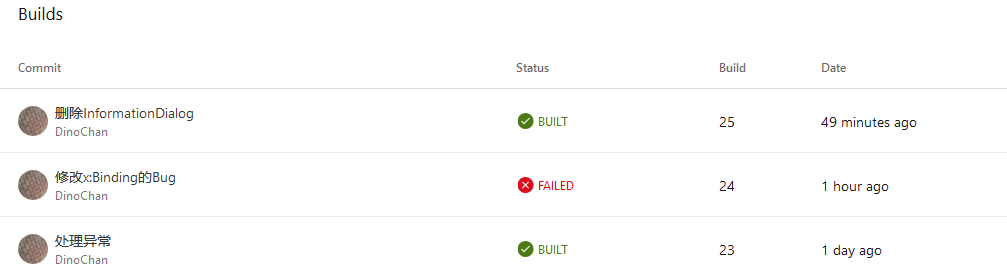 Builds
Commit Status Build Date
删除InformationDialog
DinoChan
BUILT 25 49 minutes ago
修改x:Binding的Bug
DinoChan
FAILED 24 1 hour ago
处理异常
DinoChan
BUILT 23 1 day ago